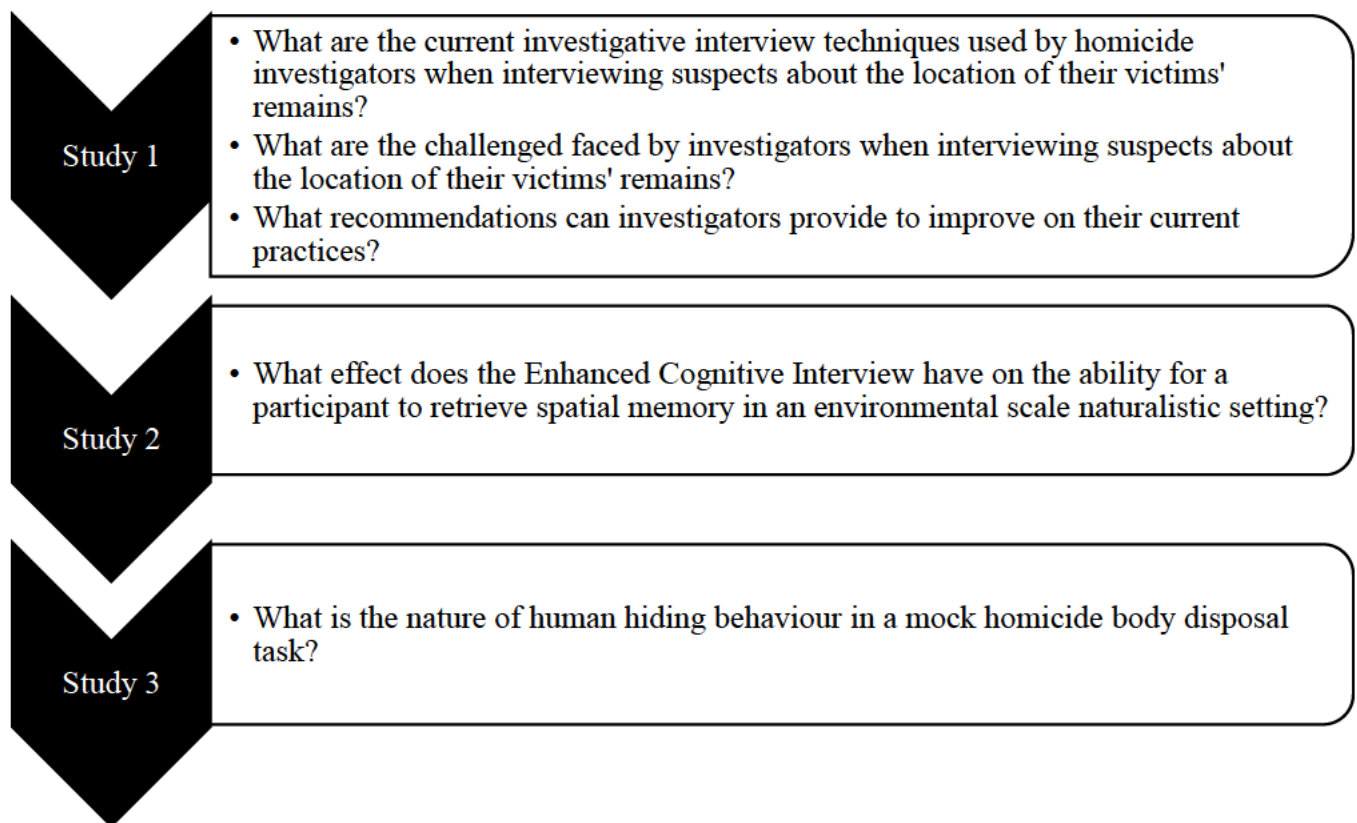 Study 1
• What are the current investigative interview techniques used by homicide
investigators when interviewing suspects about the location of their victims'
remains?
• What are the challenged faced by investigators when interviewing suspects about
the location of their victims' remains?
• What recommendations can investigators provide to improve on their current
practices?
Study 2
• What effect does the Enhanced Cognitive Interview have on the ability for a
participant to retrieve spatial memory in an environmental scale naturalistic setting?
Study 3
• What is the nature of human hiding behaviour in a mock homicide body disposal
task?